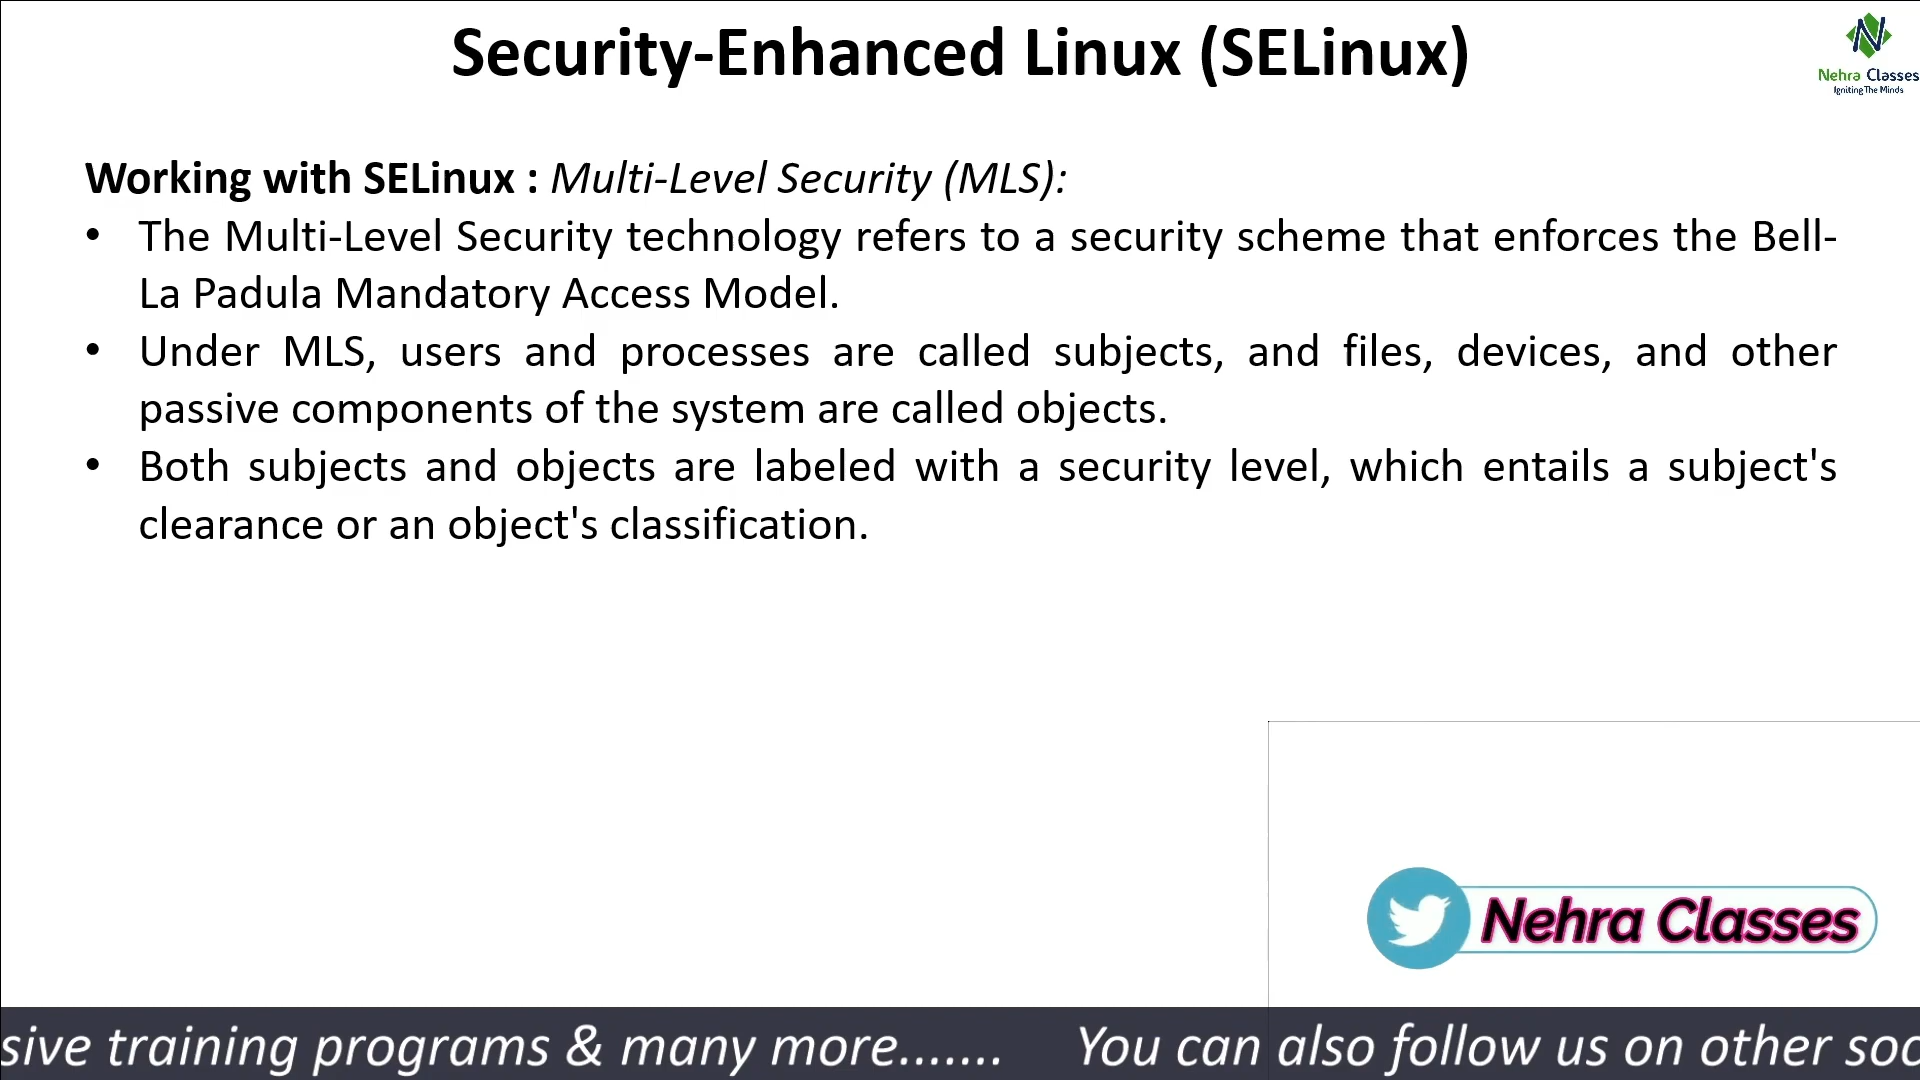 Security-Enhanced Linux (SELinux)
Nehra Classes
Igniting The Minds
Working with SELinux : Multi-Level Security (MLS):
• The Multi-Level Security technology refers to a security scheme that enforces the Bell-
La Padula Mandatory Access Model.
• Under MLS, users and processes are called subjects, and files, devices, and other
passive components of the system are called objects.
• Both subjects and objects are labeled with a security level, which entails a subject's
clearance or an object's classification.
Nehra Classes
sive training programs & many more....... You can also follow us on other soc